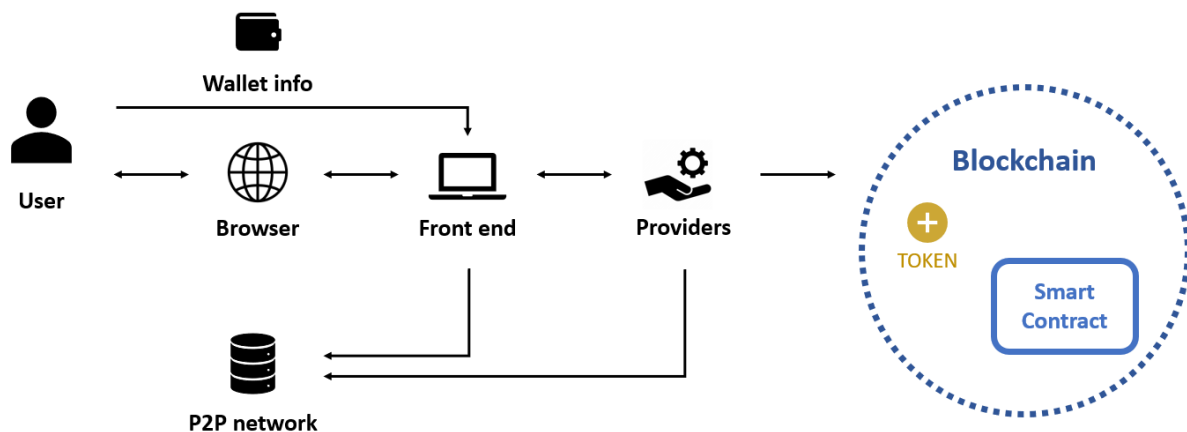 Wallet info
User
Browser
Front end
Providers
P2P network
Blockchain
TOKEN
Smart
Contract